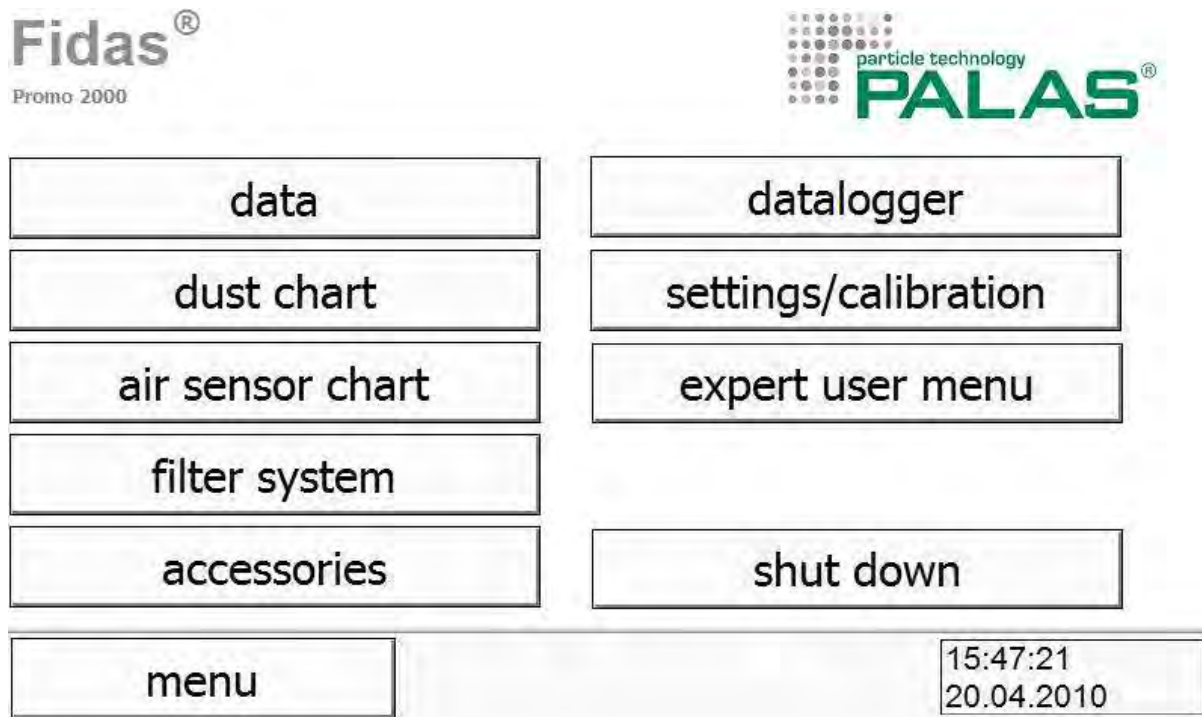 Fidas®
Promo 2000
particle technology
PALAS®
data
datalogger
dust chart
settings/calibration
air sensor chart
expert user menu
filter system
accessories
shut down
menu
15:47:21
20.04.2010